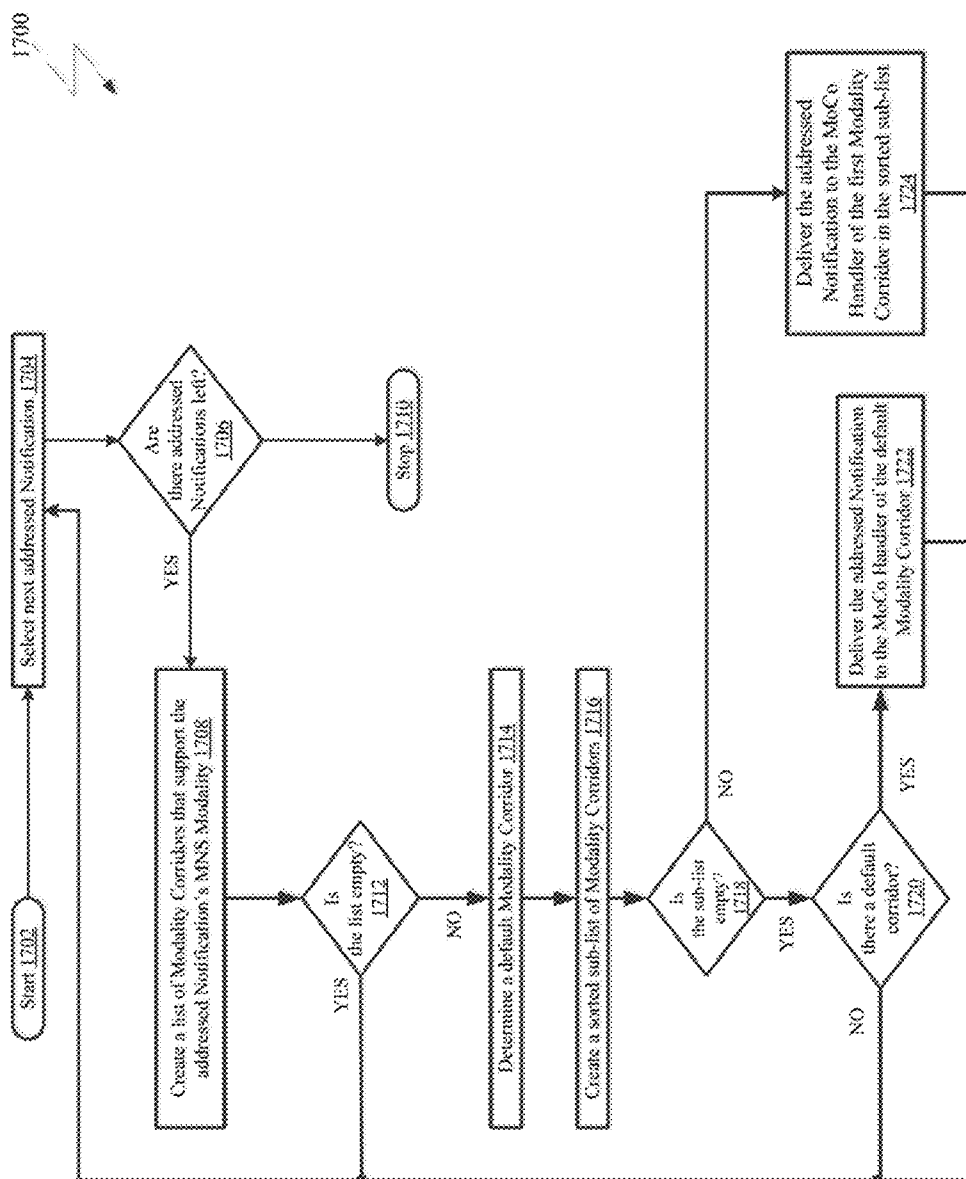 1700
Start 1702
Select next addressed Notification 1704
Are
there addressed
Notifications left?
1706
YES
Stop 1710
Create a list of Modality Corridors that support the
addressed Notification's MNS Modality 1708
Is
the list empty?
1712
YES
NO
Determine a default Modality Corridor 1714
Create a sorted sub-list of Modality Corridors 1716
Is
the sub-list
empty?
1718
NO
YES
Is
there a default
corridor?
1720
NO
YES
Deliver the addressed Notification
to the MoCo Handler of the default
Modality Corridor 1722
Deliver the addressed
Notification to the MoCo
Handler of the first Modality
Corridor in the sorted sub-list
1724